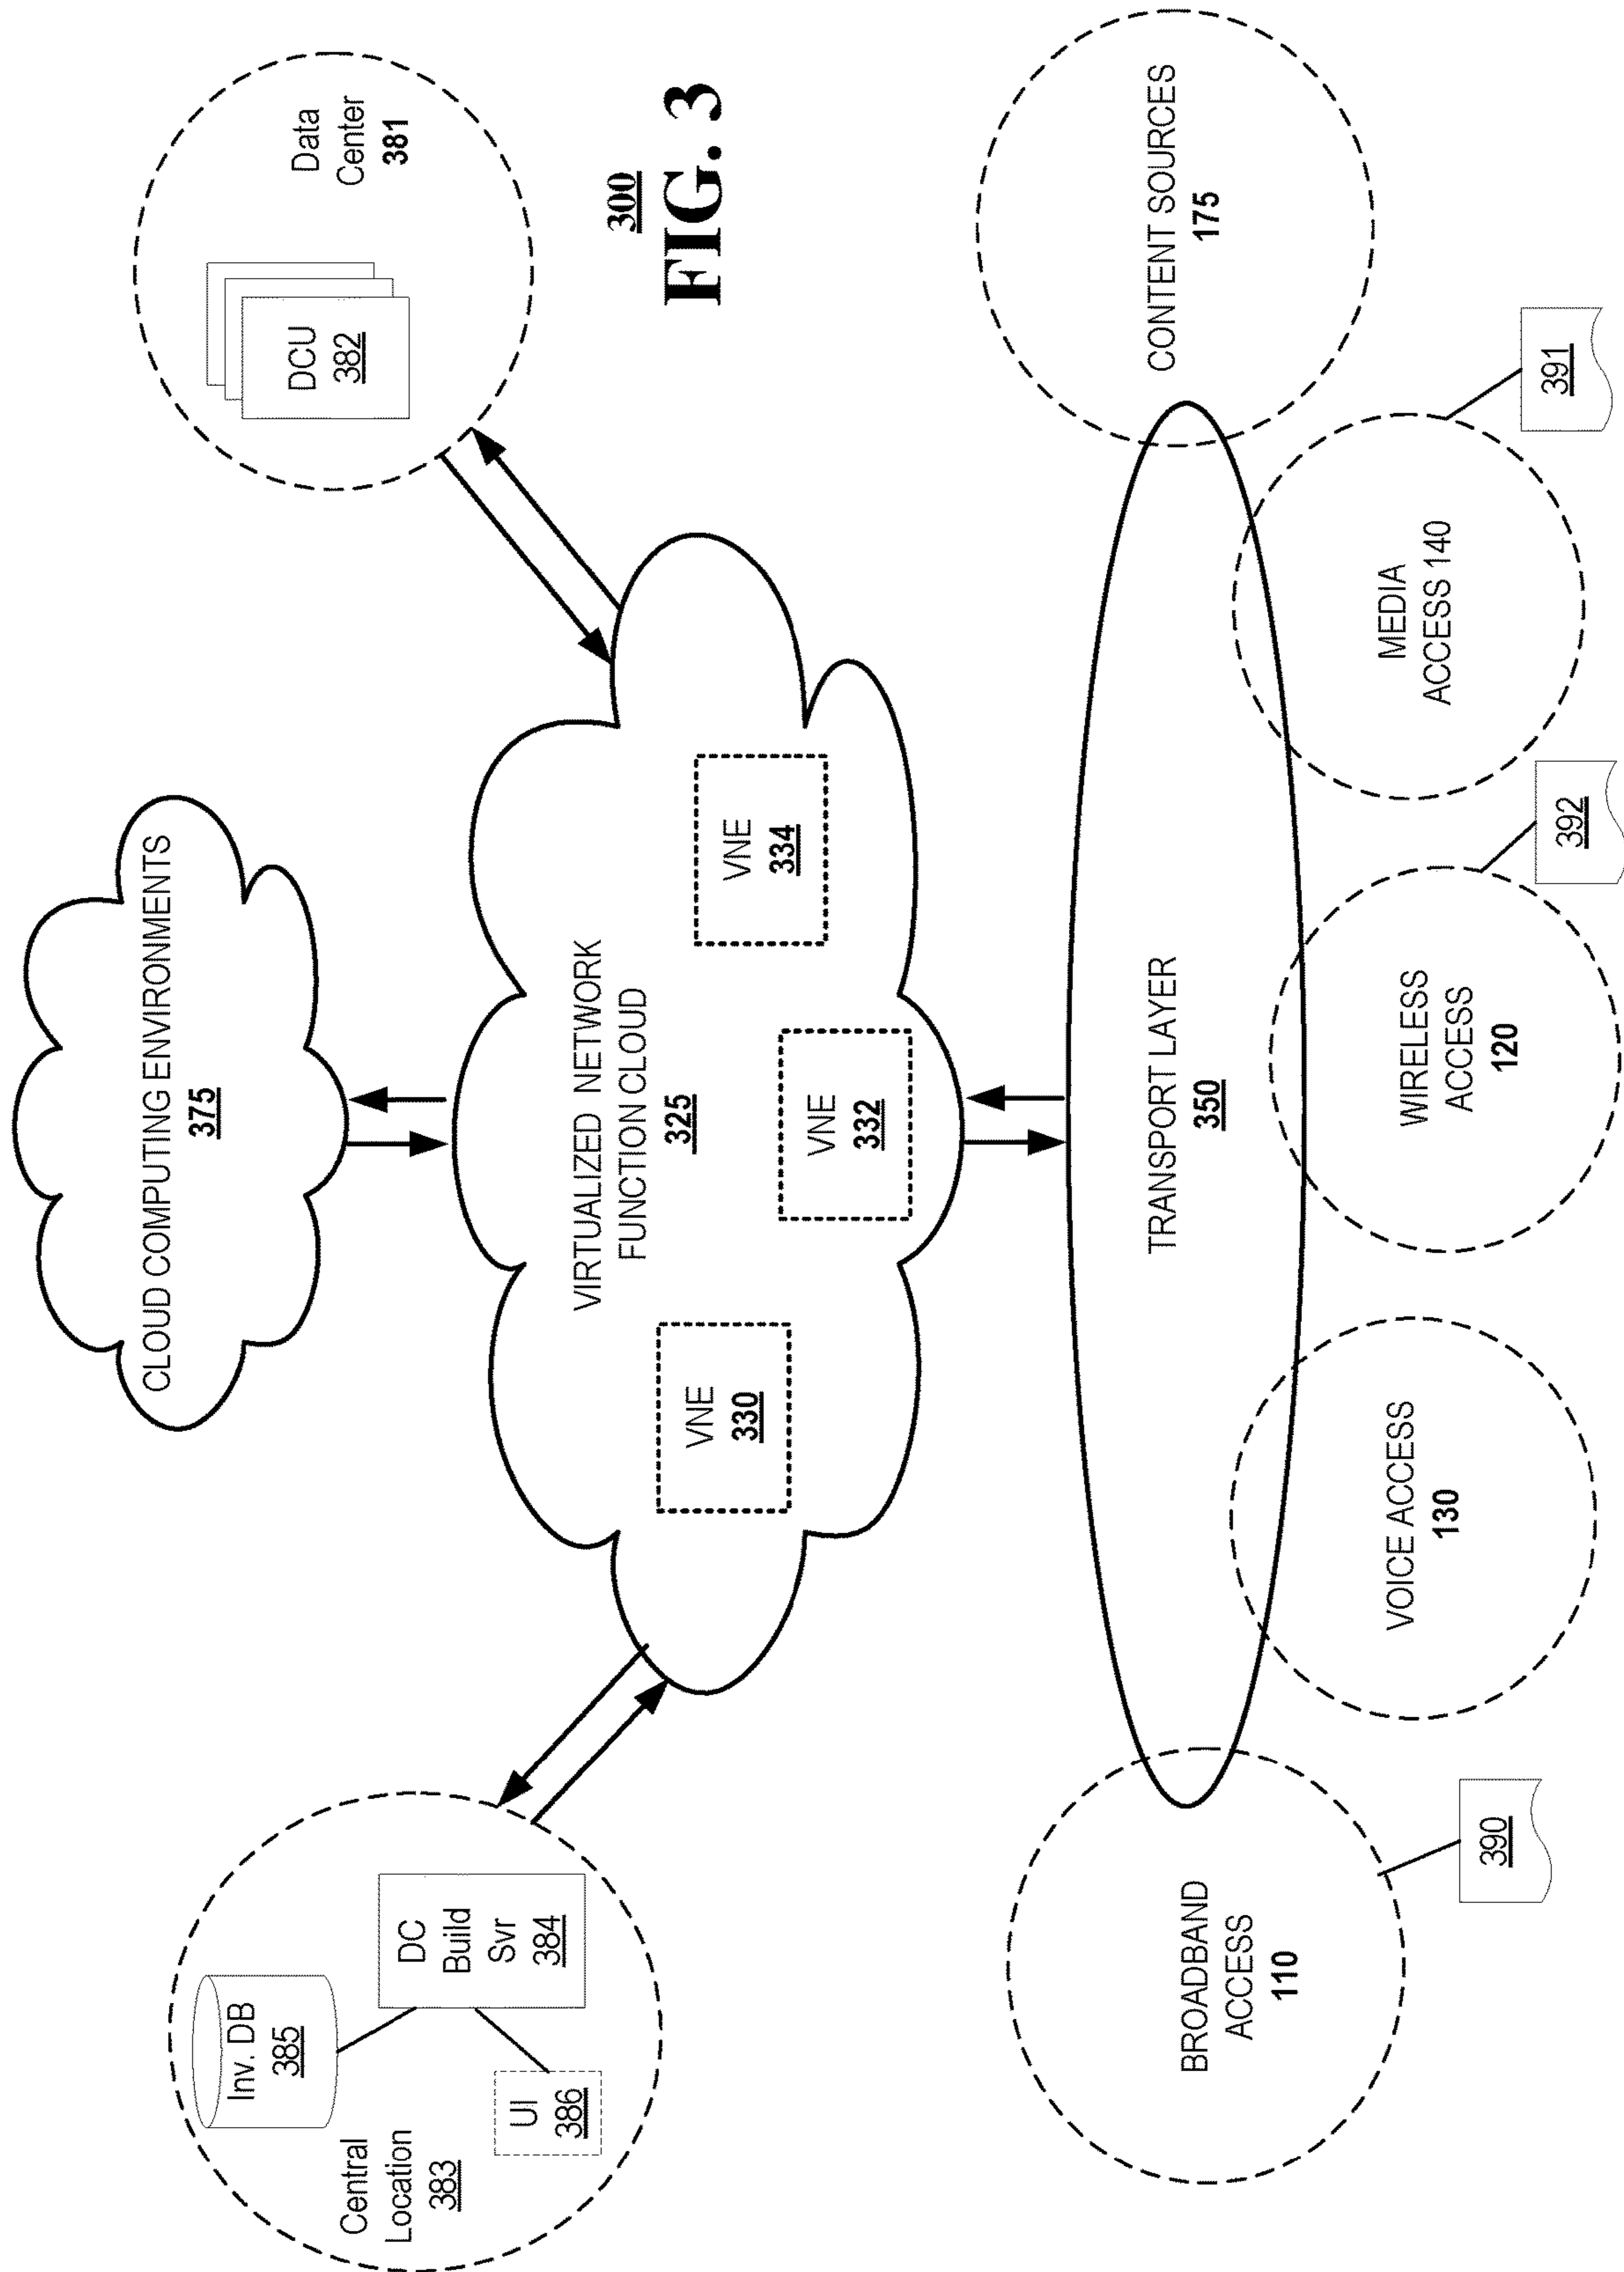 CLOUD COMPUTING ENVIRONMENTS
375
Inv. DB
385
Central
Location
383
DC
Build
Svr
384
UI
386
Data
Center
381
DCU
382
VIRTUALIZED NETWORK
FUNCTION CLOUD
325
VNE
330
VNE
332
VNE
334
300
FIG. 3
TRANSPORT LAYER
350
BROADBAND
ACCESS
110
VOICE ACCESS
130
WIRELESS
ACCESS
120
MEDIA
ACCESS 140
CONTENT SOURCES
175
390
392
391